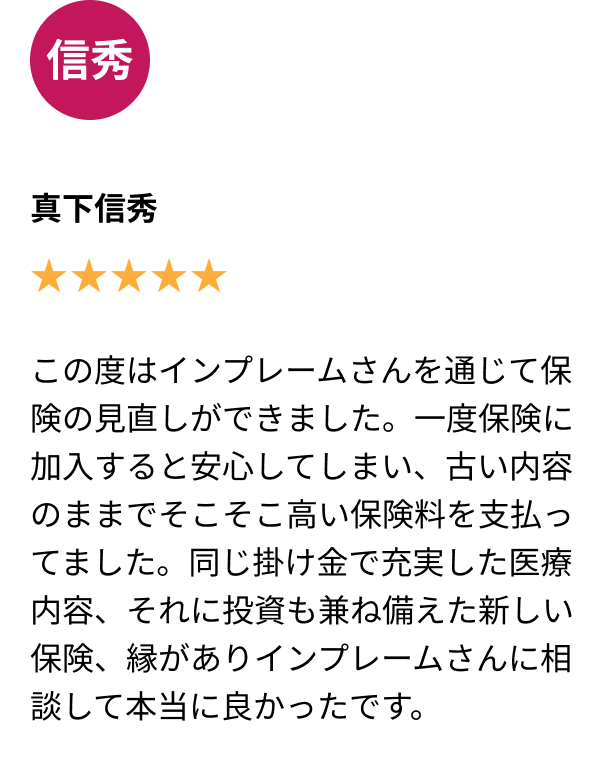 信秀
真下信秀
★★★★★
この度はインプレームさんを通じて保
険の見直しができました。一度保険に
加入すると安心してしまい、古い内容
のままでそこそこ高い保険料を支払っ
てました。同じ掛け金で充実した医療
内容、それに投資も兼ね備えた新しい
保険、縁がありインプレームさんに相
談して本当に良かったです。